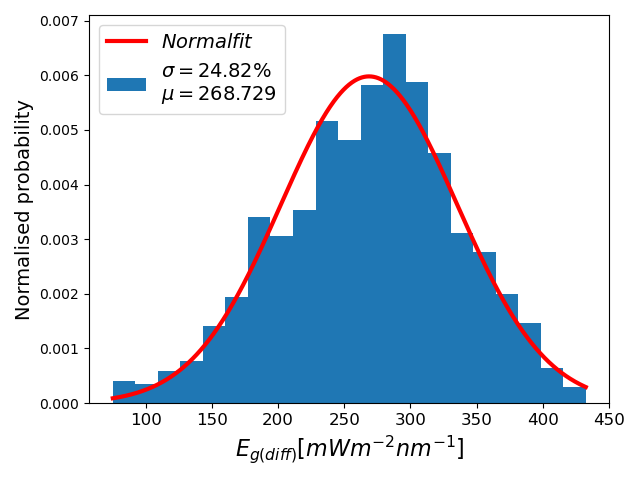 0.007
0.006
0.005
0.004
0.003
0.002
0.001
0.000
Normalised probability
Normalfit
σ = 24.82%
μ = 268.729
100 150 200 250 300 350 400 450
E_{g(diff)}[mWm^{-2}nm^{-1}]